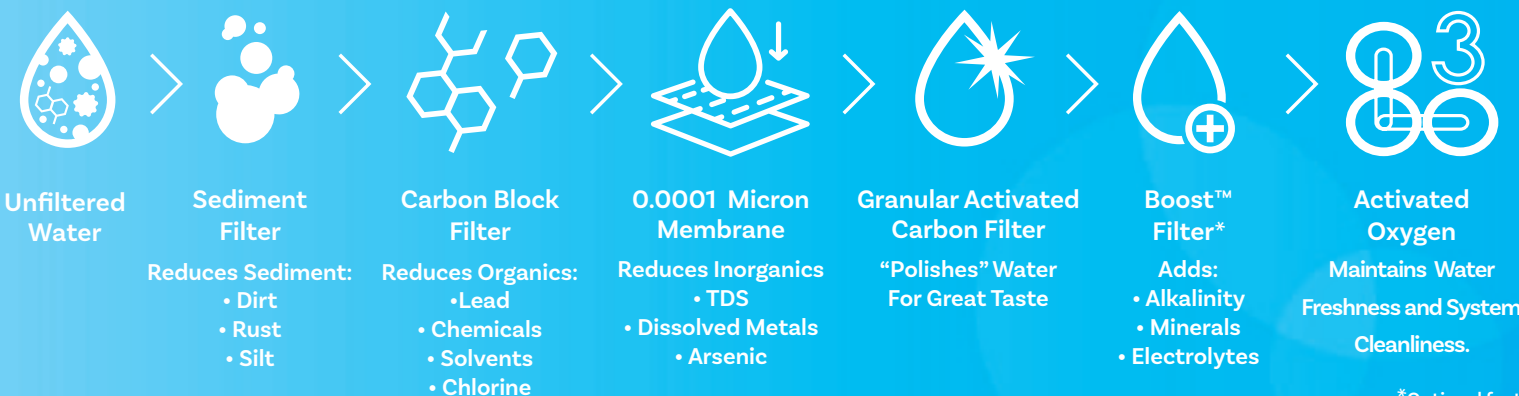 Unfiltered
Water
Sediment
Filter
Reduces Sediment:
• Dirt
• Rust
• Silt
Carbon Block
Filter
Reduces Organics:
•Lead
• Chemicals
• Solvents
• Chlorine
0.0001 Micron
Membrane
Reduces Inorganics
• TDS
• Dissolved Metals
• Arsenic
Granular Activated
Carbon Filter
“Polishes” Water
For Great Taste
Boost™
Filter*
Adds:
• Alkalinity
• Minerals
• Electrolytes
3
Activated
Oxygen
Maintains Water
Freshness and System
Cleanliness.